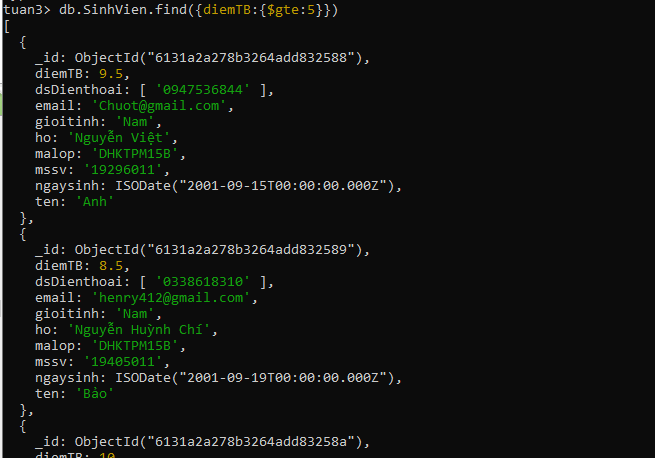 tuan3> db.SinhVien.find({diemTB:{$gte:5}})
[
  {
    _id: ObjectId("6131a2a278b3264add832588"),
    diemTB: 9.5,
    dsDienthoai: [ '0947536844' ],
    email: 'Chuot@gmail.com',
    gioitinh: 'Nam',
    ho: 'Nguyễn Việt',
    malop: 'DHKTPM15B',
    mssv: '19296011',
    ngaysinh: ISODate("2001-09-15T00:00:00.000Z"),
    ten: 'Anh'
  },
  {
    _id: ObjectId("6131a2a278b3264add832589"),
    diemTB: 8.5,
    dsDienthoai: [ '0338618310' ],
    email: 'henry412@gmail.com',
    gioitinh: 'Nam',
    ho: 'Nguyễn Huỳnh Chí',
    malop: 'DHKTPM15B',
    mssv: '19405011',
    ngaysinh: ISODate("2001-09-19T00:00:00.000Z"),
    ten: 'Bảo'
  },
  {
    _id: ObjectId("6131a2a278b3264add83258a"),
    diemTB: 10